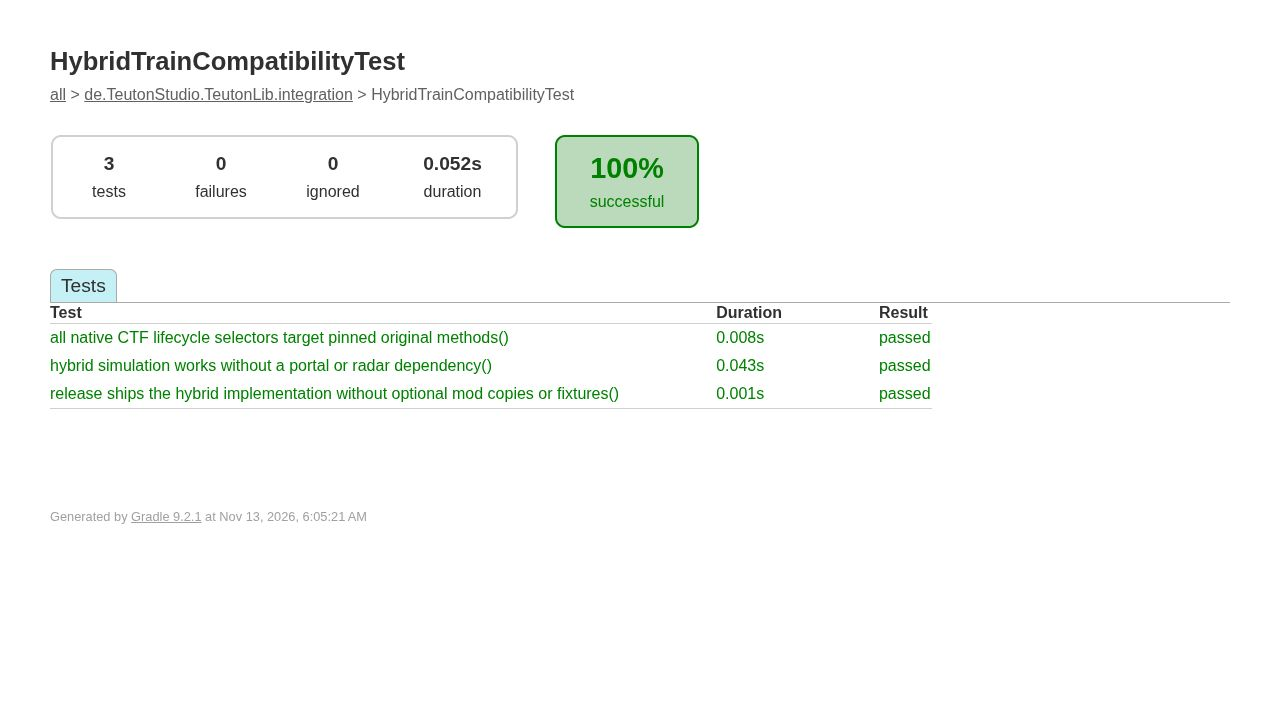 HybridTrainCompatibilityTest
all > de.TeutonStudio.TeutonLib.integration > HybridTrainCompatibilityTest
3 0 0 0.052s
tests failures ignored duration
100%
successful
Tests
Test Duration Result
all native CTF lifecycle selectors target pinned original methods() 0.008s passed
hybrid simulation works without a portal or radar dependency() 0.043s passed
release ships the hybrid implementation without optional mod copies or fixtures() 0.001s passed
Generated by Gradle 9.2.1 at Nov 13, 2026, 6:05:21 AM